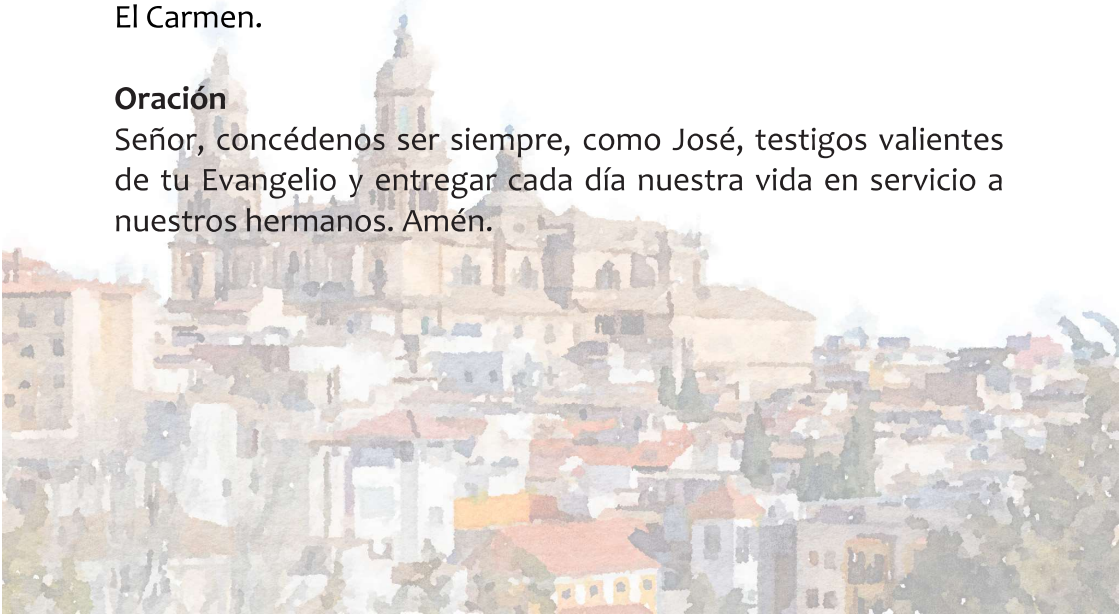 El Carmen.
Oración
Señor, concédenos ser siempre, como José, testigos valientes
de tu Evangelio y entregar cada día nuestra vida en servicio a
nuestros hermanos. Amén.